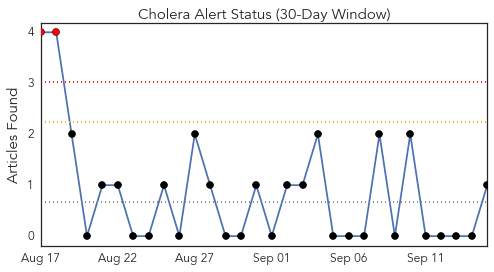 Cholera Alert Status (30-Day Window)
Articles Found
4
3
2
1
0
Aug 17 Aug 22 Aug 27 Sep 01 Sep 06 Sep 11